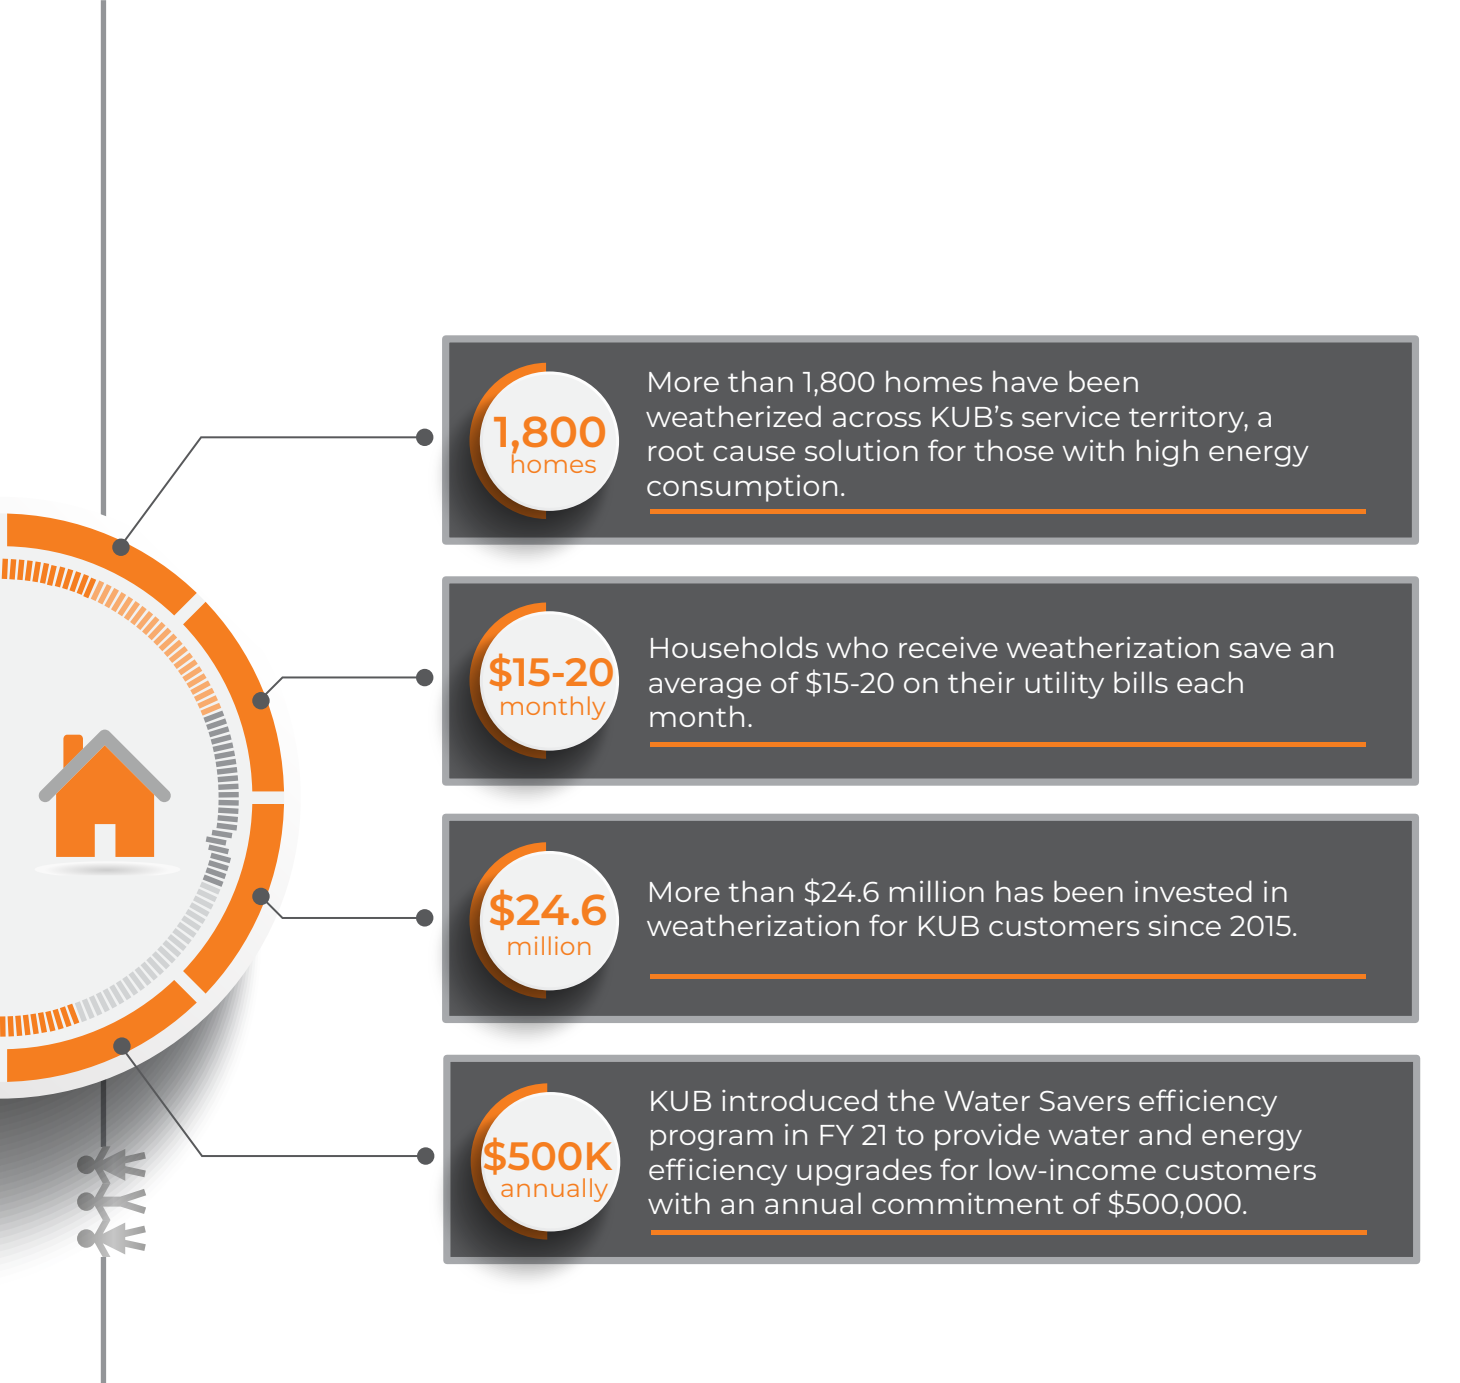 1,800
homes
More than 1,800 homes have been
weatherized across KUB’s service territory, a
root cause solution for those with high energy
consumption.
$15-20
monthly
Households who receive weatherization save an
average of $15-20 on their utility bills each
month.
$24.6
million
More than $24.6 million has been invested in
weatherization for KUB customers since 2015.
$500K
annually
KUB introduced the Water Savers efficiency
program in FY 21 to provide water and energy
efficiency upgrades for low-income customers
with an annual commitment of $500,000.